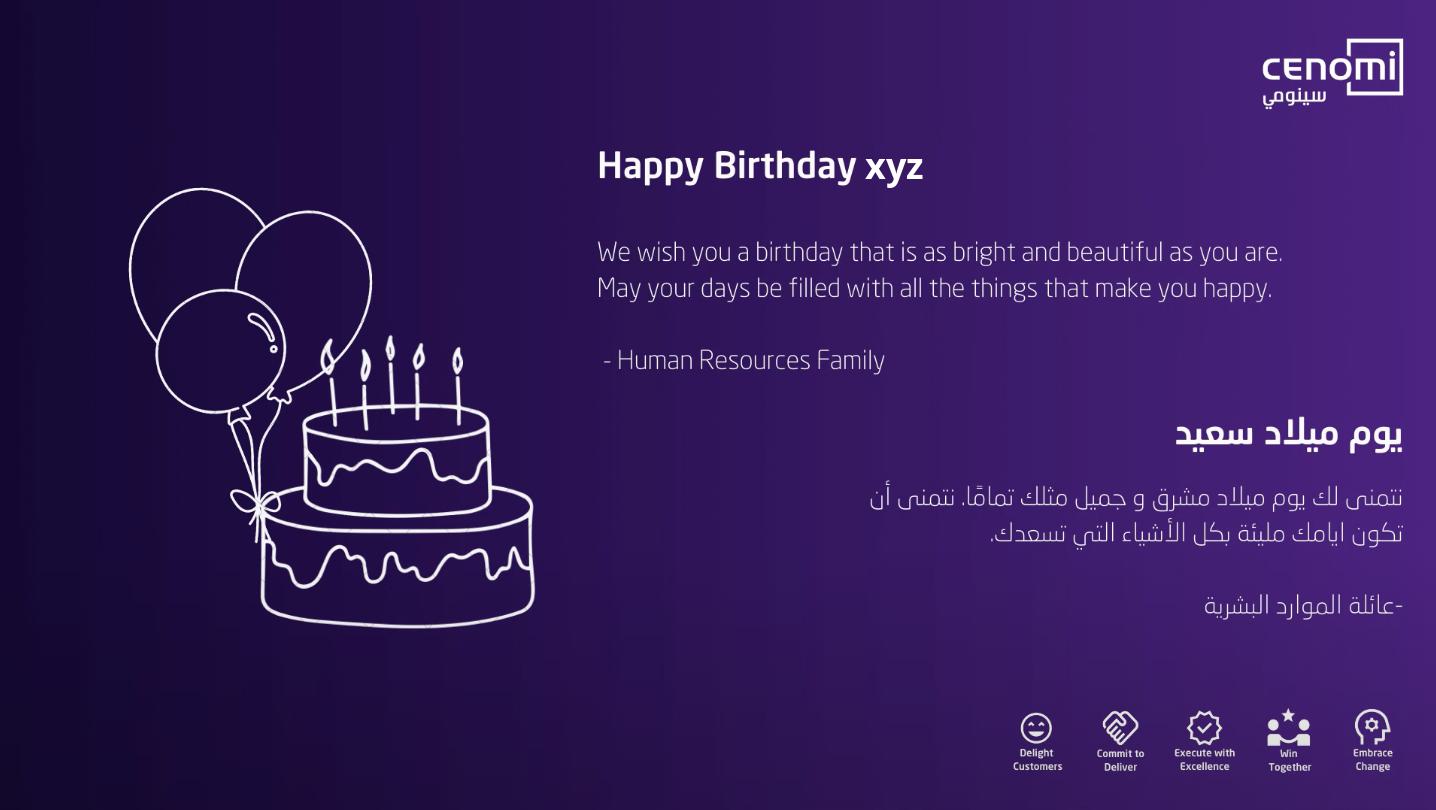 cenomi
سينومي
Happy Birthday xyz
We wish you a birthday that is as bright and beautiful as you are.
May your days be filled with all the things that make you happy.
- Human Resources Family
يوم ميلاد سعيد
نتمنى لك يوم ميلاد مشرق و جميل مثلك تمامًا. نتمنى أن
تكون ايامك مليئة بكل الأشياء التي تسعدك.
-عائلة الموارد البشرية
Delight
Customers
Commit to
Deliver
Execute with
Excellence
Win
Together
Embrace
Change